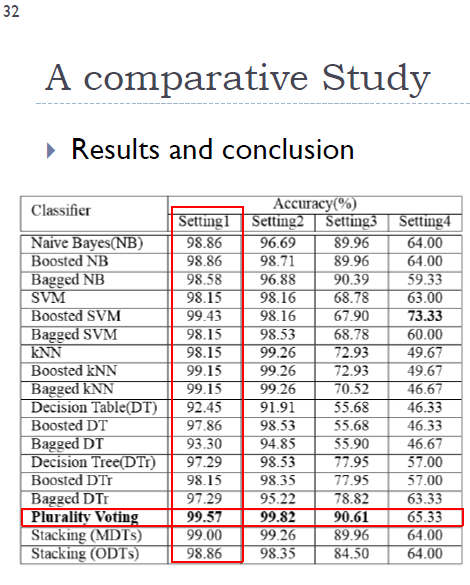 32
A comparative Study
Results and conclusion
Classifier Accuracy(%)
Setting1 Setting2 Setting3 Setting4
Naive Bayes(NB) 98.86 96.69 89.96 64.00
Boosted NB 98.86 98.71 89.96 64.00
Bagged NB 98.58 96.88 90.39 59.33
SVM 98.15 98.16 68.78 63.00
Boosted SVM 99.43 98.16 67.90 73.33
Bagged SVM 98.15 98.53 68.78 60.00
kNN 98.15 99.26 72.93 49.67
Boosted kNN 99.15 99.26 72.93 49.67
Bagged kNN 99.15 99.26 70.52 46.67
Decision Table(DT) 92.45 91.91 55.68 46.33
Boosted DT 97.86 98.53 55.68 46.33
Bagged DT 93.30 94.85 55.90 46.67
Decision Tree(DTr) 97.29 98.53 77.95 57.00
Boosted DTr 98.15 98.35 77.95 57.00
Bagged DTr 97.29 95.22 78.82 63.33
Plurality Voting 99.57 99.82 90.61 65.33
Stacking (MDTs) 99.00 99.26 89.96 64.00
Stacking (ODTs) 98.86 98.35 84.50 64.00